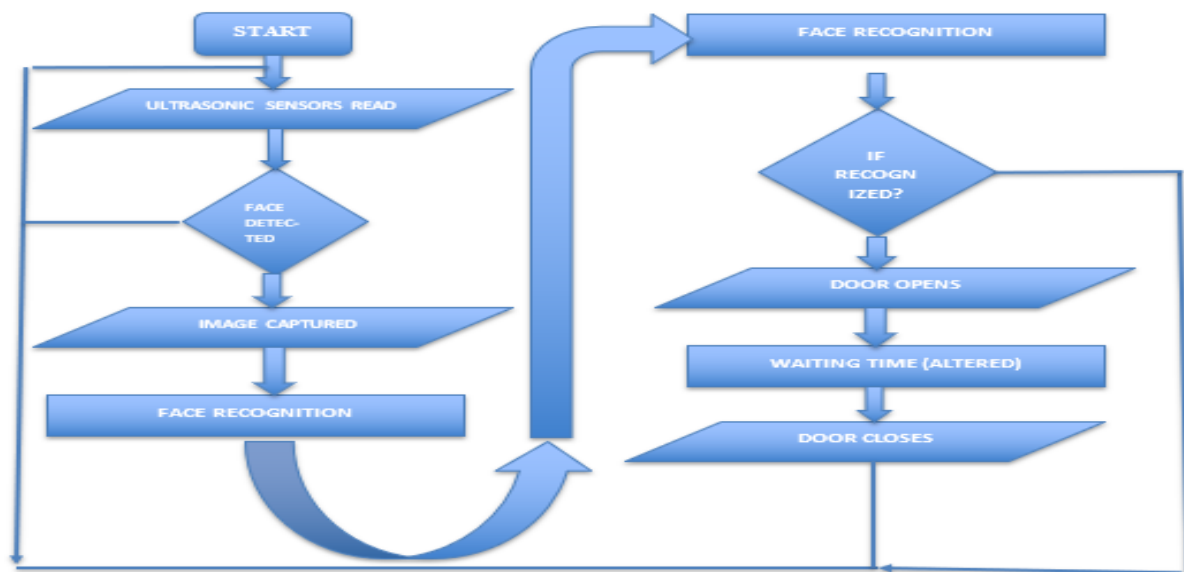 START
ULTRASONIC SENSORS READ
FACE
DETEC-
TED
IMAGE CAPTURED
FACE RECOGNITION
FACE RECOGNITION
IF
RECOGN
IZED?
DOOR OPENS
WAITING TIME (ALTERED)
DOOR CLOSES